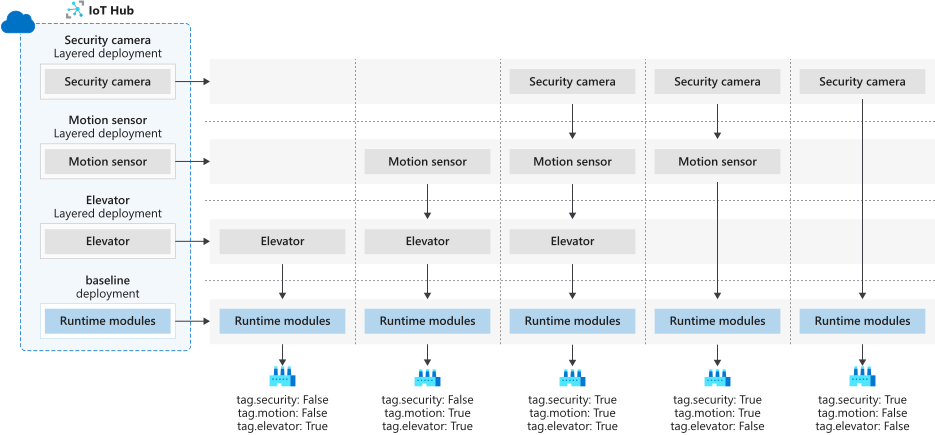 IoT Hub
Security camera
Layered deployment
Security camera
Security camera
Security camera
Security camera
Motion sensor
Layered deployment
Motion sensor
Motion sensor
Motion sensor
Motion sensor
Elevator
Layered deployment
Elevator
Elevator
Elevator
Elevator
baseline
deployment
Runtime modules
Runtime modules
Runtime modules
Runtime modules
Runtime modules
Runtime modules
tag.security: False
tag.motion: False
tag.elevator: True
tag.security: False
tag.motion: True
tag.elevator: True
tag.security: True
tag.motion: True
tag.elevator: True
tag.security: True
tag.motion: True
tag.elevator: False
tag.security: True
tag.motion: False
tag.elevator: False